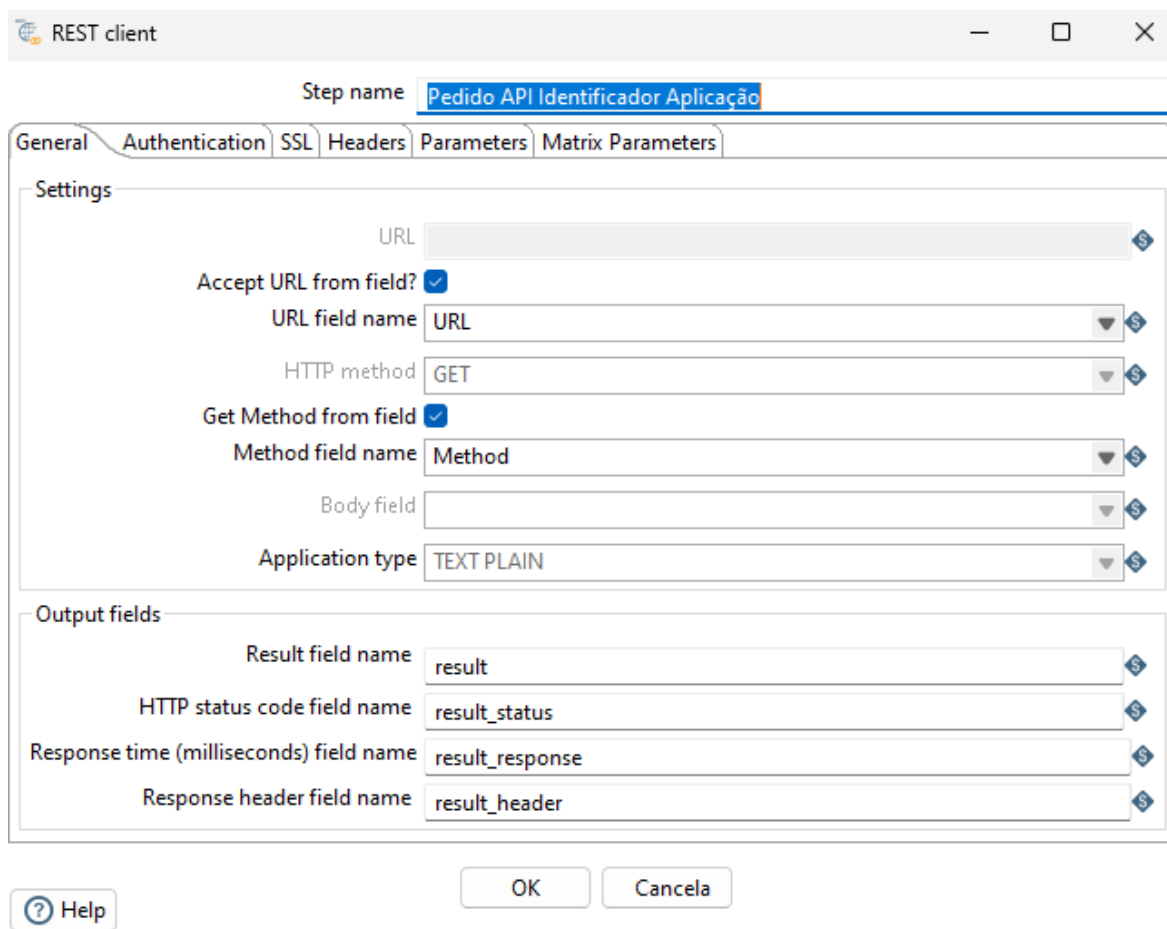 REST client
Step name Pedido API Identificador Aplicação
General Authentication SSL Headers Parameters Matrix Parameters
Settings
URL
Accept URL from field?
URL field name URL
HTTP method GET
Get Method from field
Method field name Method
Body field
Application type TEXT PLAIN
Output fields
Result field name result
HTTP status code field name result_status
Response time (milliseconds) field name result_response
Response header field name result_header
OK Cancela
Help